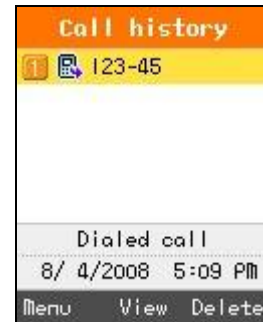 Call history
1 123-45
Dialed call
8/ 4/2008 5:09 PM
Menu View Delete